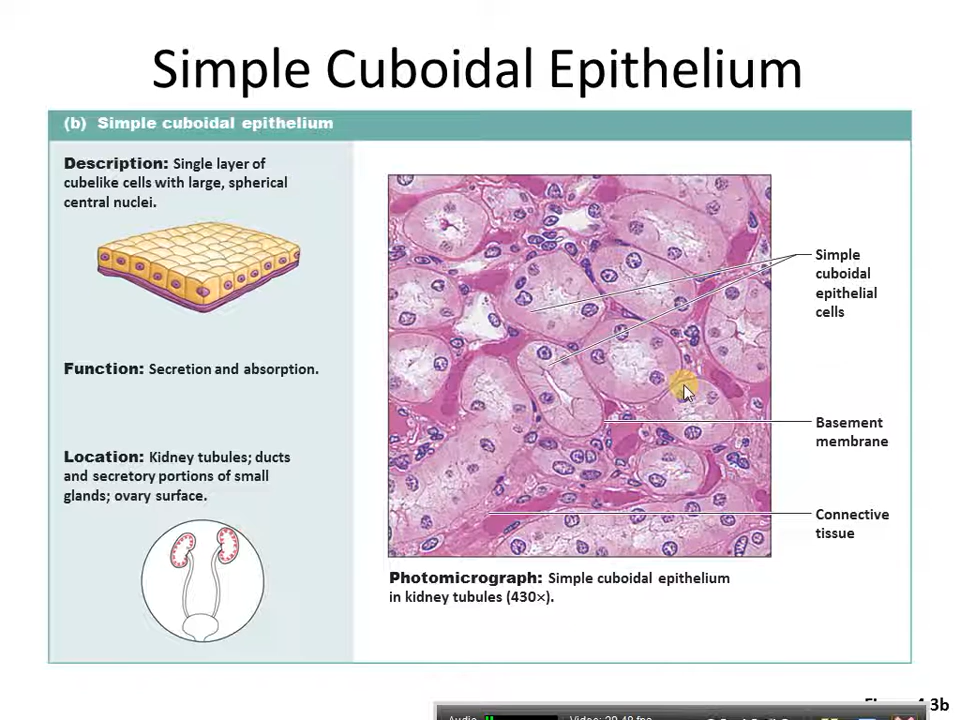 Simple Cuboidal Epithelium
(b) Simple cuboidal epithelium
Description: Single layer of
cubelike cells with large, spherical
central nuclei.
Function: Secretion and absorption.
Location: Kidney tubules; ducts
and secretory portions of small
glands; ovary surface.
Simple
cuboidal
epithelial
cells
Basement
membrane
Connective
tissue
Photomicrograph: Simple cuboidal epithelium
in kidney tubules (430×).
3b
Audio